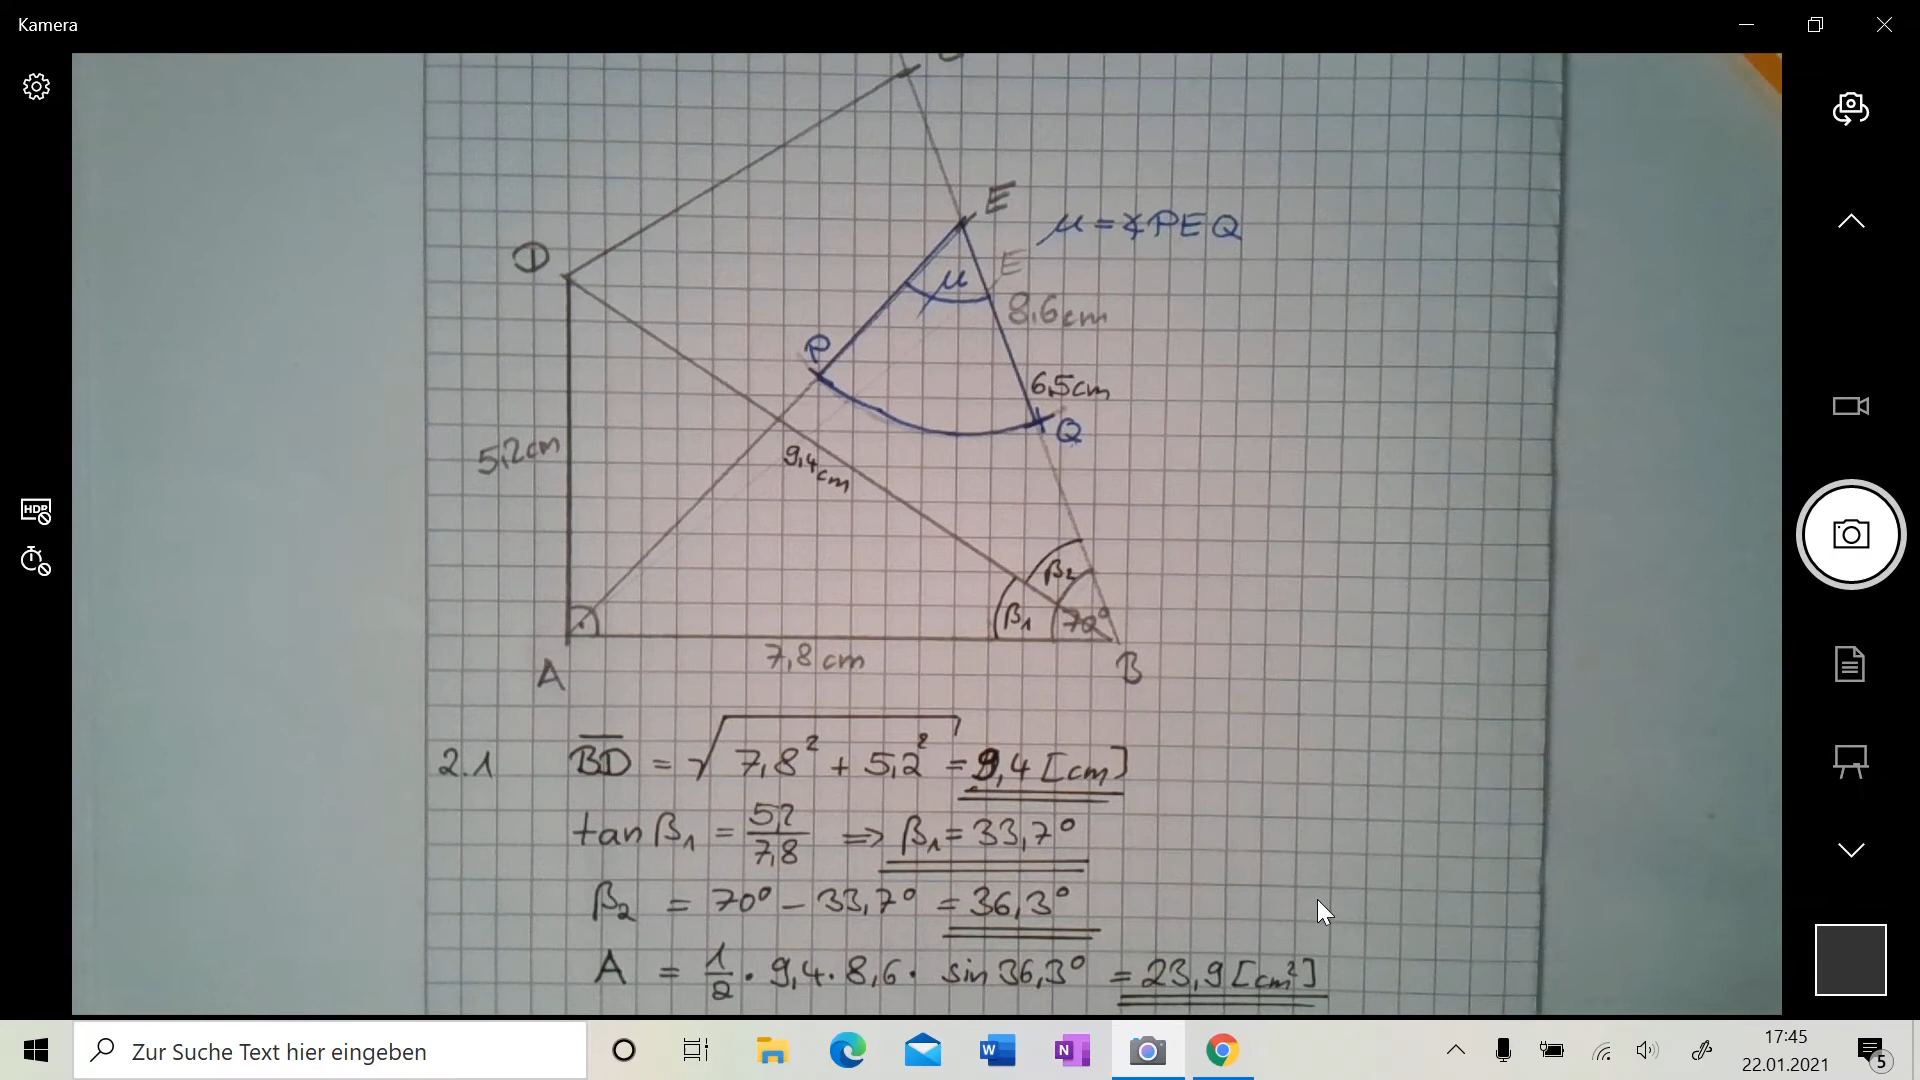 Kamera
E
μ = ∡PEQ
D
μ
E
8,6cm
P
6,5cm
Q
5,2cm
9,4cm
β₂
β₁
70°
7,8 cm
A
B
2.1 BD = √7,8² + 5,2² = 9,4 [cm]
tan β₁ = 5,2/7,8 ⇒ β₁ = 33,7°
β₂ = 70° - 33,7° = 36,3°
A = 1/2 · 9,4 · 8,6 · sin 36,3° = 23,9 [cm²]
HDR
Zur Suche Text hier eingeben
W
N
17:45
22.01.2021
5